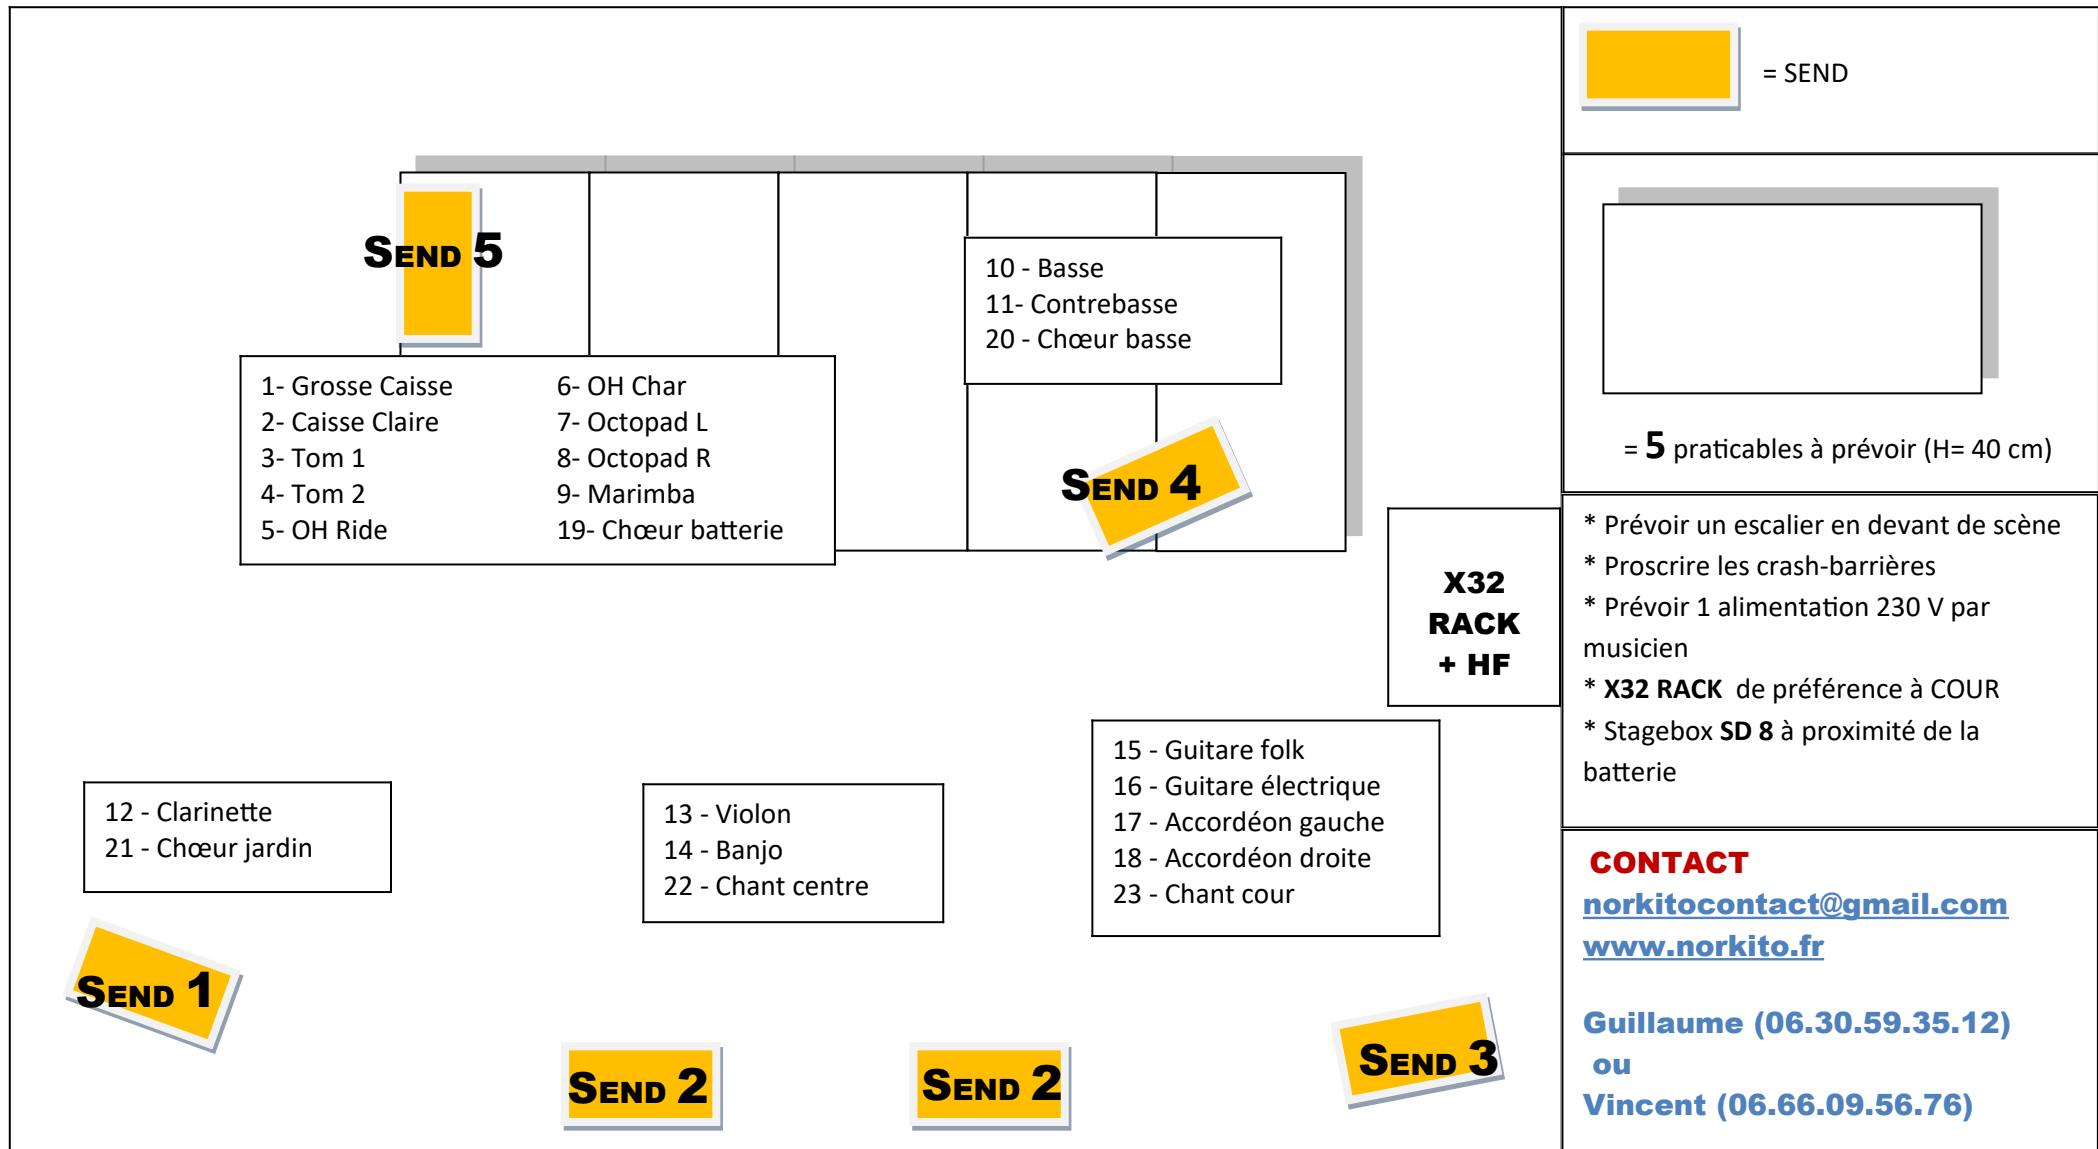 = SEND
SEND 5
10 - Basse
11- Contrebasse
20 - Chœur basse
1- Grosse Caisse
2- Caisse Claire
3- Tom 1
4- Tom 2
5- OH Ride
6- OH Char
7- Octopad L
8- Octopad R
9- Marimba
19- Chœur batterie
SEND 4
= 5 praticables à prévoir (H= 40 cm)
X32
RACK
+ HF
* Prévoir un escalier en devant de scène
* Proscrire les crash-barrières
* Prévoir 1 alimentation 230 V par
musicien
* X32 RACK de préférence à COUR
* Stagebox SD 8 à proximité de la
batterie
12 - Clarinette
21 - Chœur jardin
13 - Violon
14 - Banjo
22 - Chant centre
15 - Guitare folk
16 - Guitare électrique
17 - Accordéon gauche
18 - Accordéon droite
23 - Chant cour
SEND 1
SEND 2
SEND 2
SEND 3
CONTACT
norkitocontact@gmail.com
www.norkito.fr
Guillaume (06.30.59.35.12)
ou
Vincent (06.66.09.56.76)